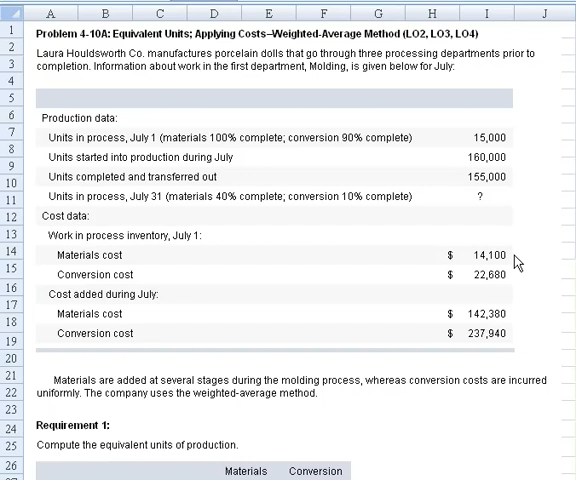 A B C D E F G H I J
1 Problem 4-10A: Equivalent Units; Applying Costs–Weighted-Average Method (LO2, LO3, LO4)
2 Laura Houldsworth Co. manufactures porcelain dolls that go through three processing departments prior to
3 completion. Information about work in the first department, Molding, is given below for July:
4
5
6 Production data:
7 Units in process, July 1 (materials 100% complete; conversion 90% complete) 15,000
8 Units started into production during July 160,000
9
10 Units completed and transferred out 155,000
11 Units in process, July 31 (materials 40% complete; conversion 10% complete) ?
12 Cost data:
13 Work in process inventory, July 1:
14 Materials cost $ 14,100
15 Conversion cost $ 22,680
16 Cost added during July:
17
18 Materials cost $ 142,380
19 Conversion cost $ 237,940
20
21 Materials are added at several stages during the molding process, whereas conversion costs are incurred
22 uniformly. The company uses the weighted-average method.
23
24 Requirement 1:
25 Compute the equivalent units of production.
26 Materials Conversion